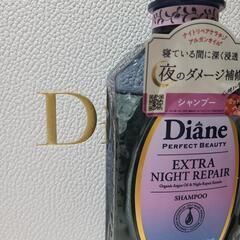 Di
ナイトリペアケラチン
アルガンオイル
寝ている間に深く浸透
夜のダメージ補修
シャンプー
Diane
PERFECT BEAUTY
EXTRA
NIGHT REPAIR
Organic Argan Oil & Night Repair Keratin
SHAMPOO